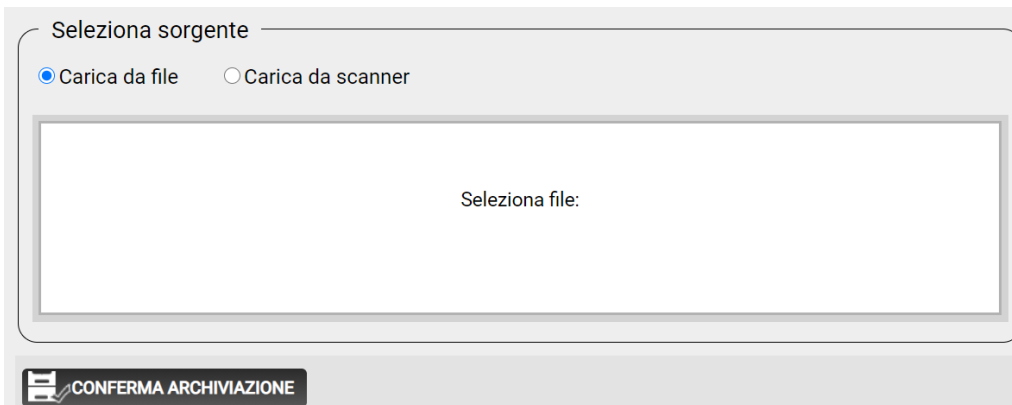 Seleziona sorgente
Carica da file Carica da scanner
Seleziona file:
CONFERMA ARCHIVIAZIONE